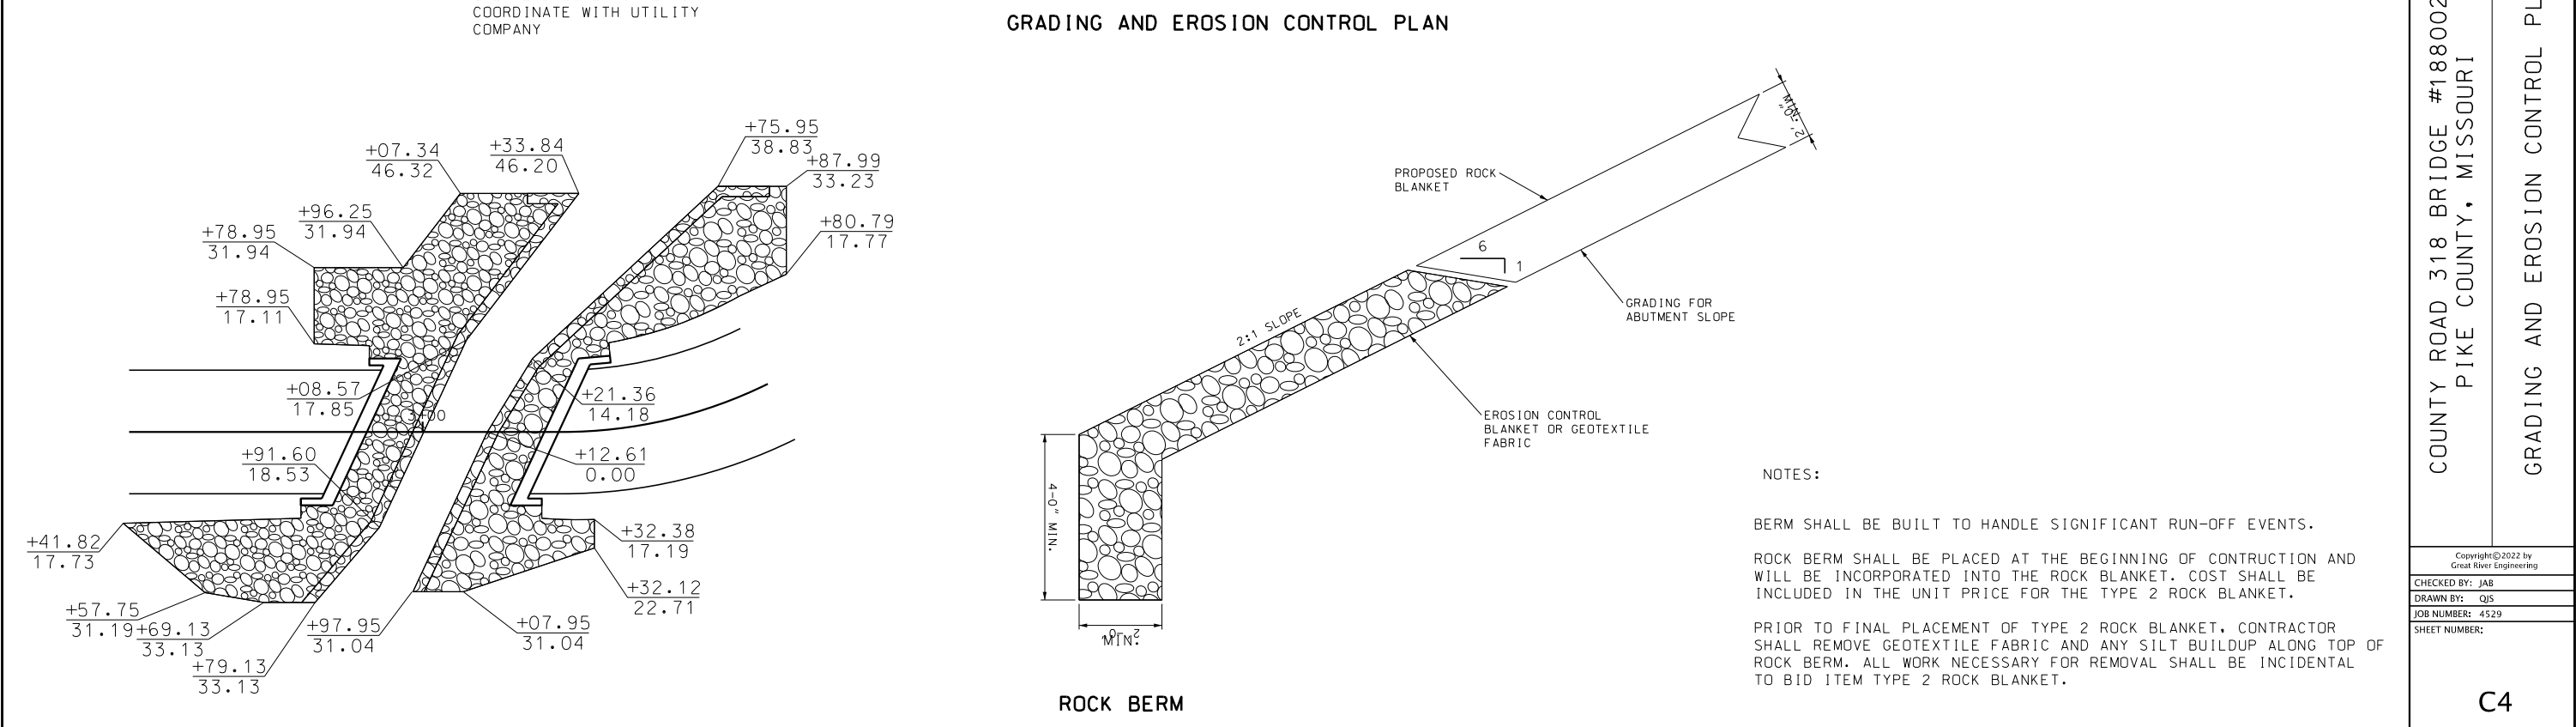 COORDINATE WITH UTILITY
COMPANY
GRADING AND EROSION CONTROL PLAN
+07.34
46.32
+33.84
46.20
+75.95
38.83
+87.99
33.23
+96.25
31.94
+78.95
31.94
+80.79
17.77
+78.95
17.11
+08.57
17.85
+21.36
14.18
+91.60
18.53
+12.61
0.00
+41.82
17.73
+32.38
17.19
+32.12
22.71
+57.75
31.19
+69.13
33.13
+79.13
33.13
+97.95
31.04
+07.95
31.04
PROPOSED ROCK
BLANKET
6
1
2:1 SLOPE
GRADING FOR
ABUTMENT SLOPE
EROSION CONTROL
BLANKET OR GEOTEXTILE
FABRIC
4-0" MIN.
2'-0"
MIN.
2'-0"
MIN.
ROCK BERM
NOTES:
BERM SHALL BE BUILT TO HANDLE SIGNIFICANT RUN-OFF EVENTS.
ROCK BERM SHALL BE PLACED AT THE BEGINNING OF CONTRUCTION AND
WILL BE INCORPORATED INTO THE ROCK BLANKET. COST SHALL BE
INCLUDED IN THE UNIT PRICE FOR THE TYPE 2 ROCK BLANKET.
PRIOR TO FINAL PLACEMENT OF TYPE 2 ROCK BLANKET, CONTRACTOR
SHALL REMOVE GEOTEXTILE FABRIC AND ANY SILT BUILDUP ALONG TOP OF
ROCK BERM. ALL WORK NECESSARY FOR REMOVAL SHALL BE INCIDENTAL
TO BID ITEM TYPE 2 ROCK BLANKET.
COUNTY ROAD 318 BRIDGE #188002
PIKE COUNTY, MISSOURI
GRADING AND EROSION CONTROL PL
Copyright©2022 by
Great River Engineering
CHECKED BY: JAB
DRAWN BY: QJS
JOB NUMBER: 4529
SHEET NUMBER:
C4